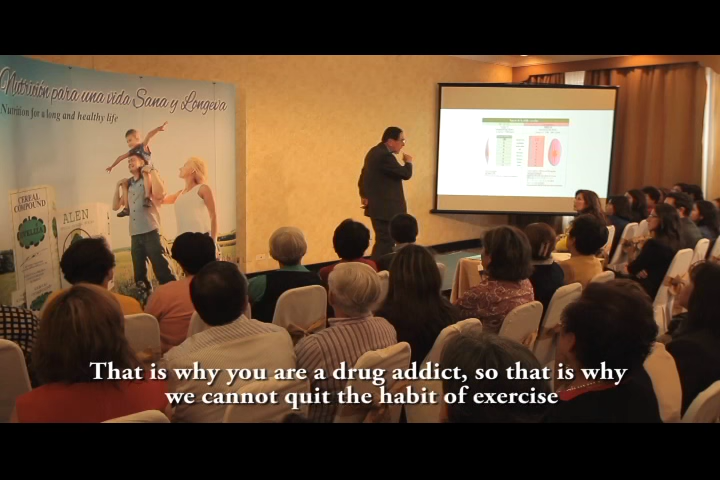 Nutrición para una vida Sana y Longeva
Nutrition for a long and healthy life
CEREAL
COMPOUND
ALEN
That is why you are a drug addict, so that is why
we cannot quit the habit of exercise